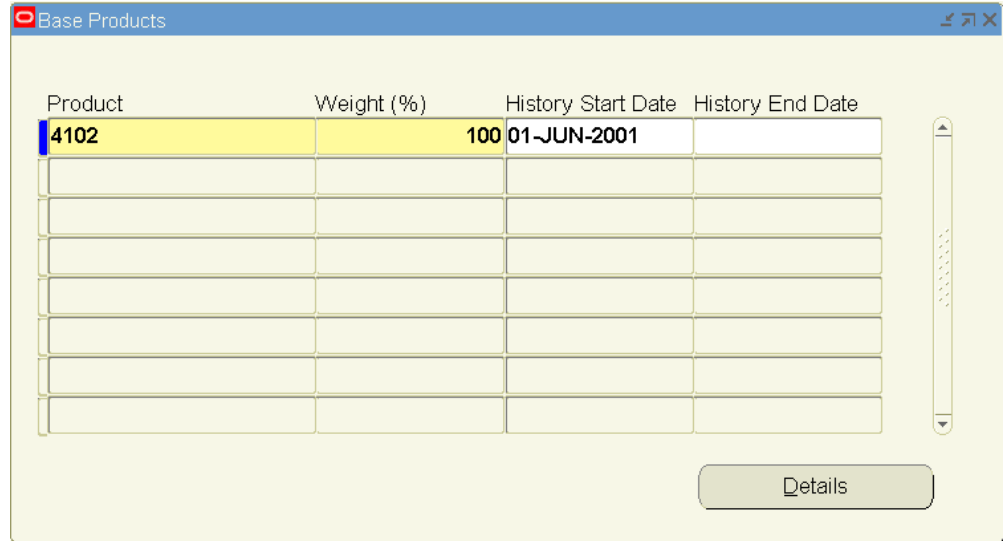 Base Products
Product Weight (%) History Start Date History End Date
4102 100 01-JUN-2001
Details